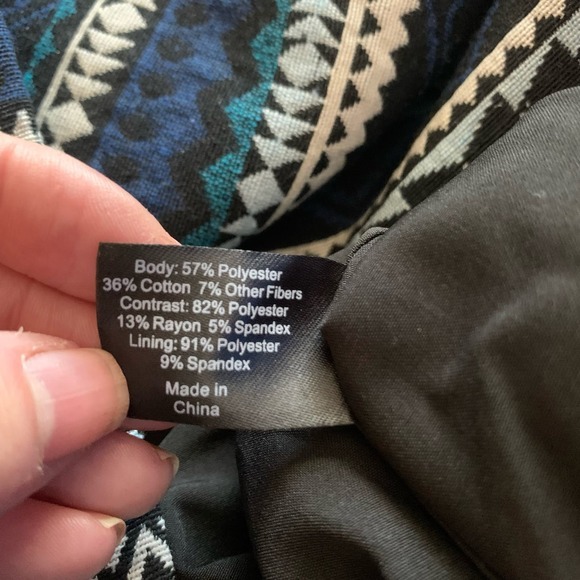 Body: 57% Polyester
36% Cotton 7% Other Fibers
Contrast: 82% Polyester
13% Rayon 5% Spandex
Lining: 91% Polyester
9% Spandex
Made in
China